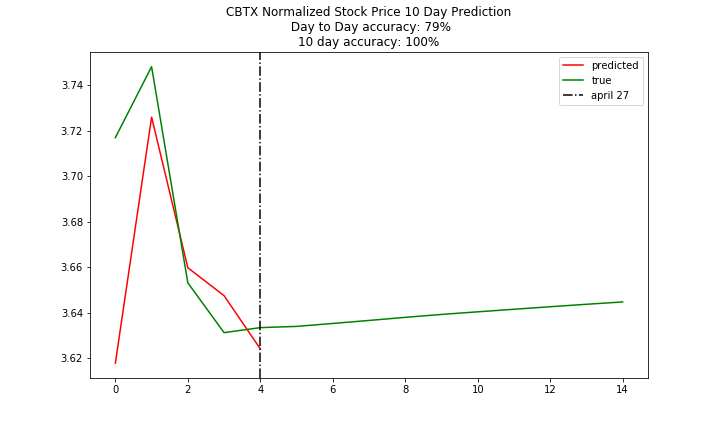 CBTX Normalized Stock Price 10 Day Prediction
Day to Day accuracy: 79%
10 day accuracy: 100%
predicted
true
april 27
3.74
3.72
3.70
3.68
3.66
3.64
3.62
0 2 4 6 8 10 12 14